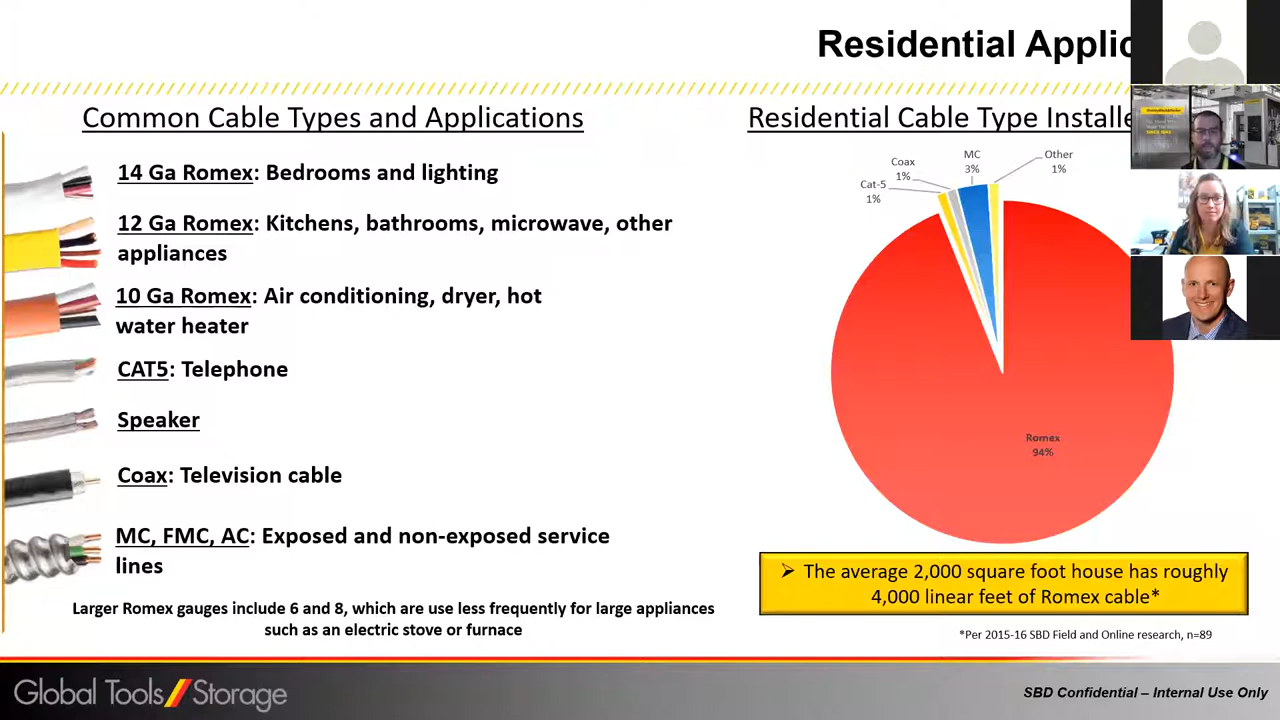 Residential Applic
Common Cable Types and Applications
14 Ga Romex: Bedrooms and lighting
12 Ga Romex: Kitchens, bathrooms, microwave, other
appliances
10 Ga Romex: Air conditioning, dryer, hot
water heater
CAT5: Telephone
Speaker
Coax: Television cable
MC, FMC, AC: Exposed and non-exposed service
lines
Larger Romex gauges include 6 and 8, which are use less frequently for large appliances
such as an electric stove or furnace
Residential Cable Type Installe
Cat-5
1%
Coax
1%
MC
3%
Other
1%
Romex
94%
➢ The average 2,000 square foot house has roughly
4,000 linear feet of Romex cable*
*Per 2015-16 SBD Field and Online research, n=89
Global Tools//Storage
SBD Confidential – Internal Use Only